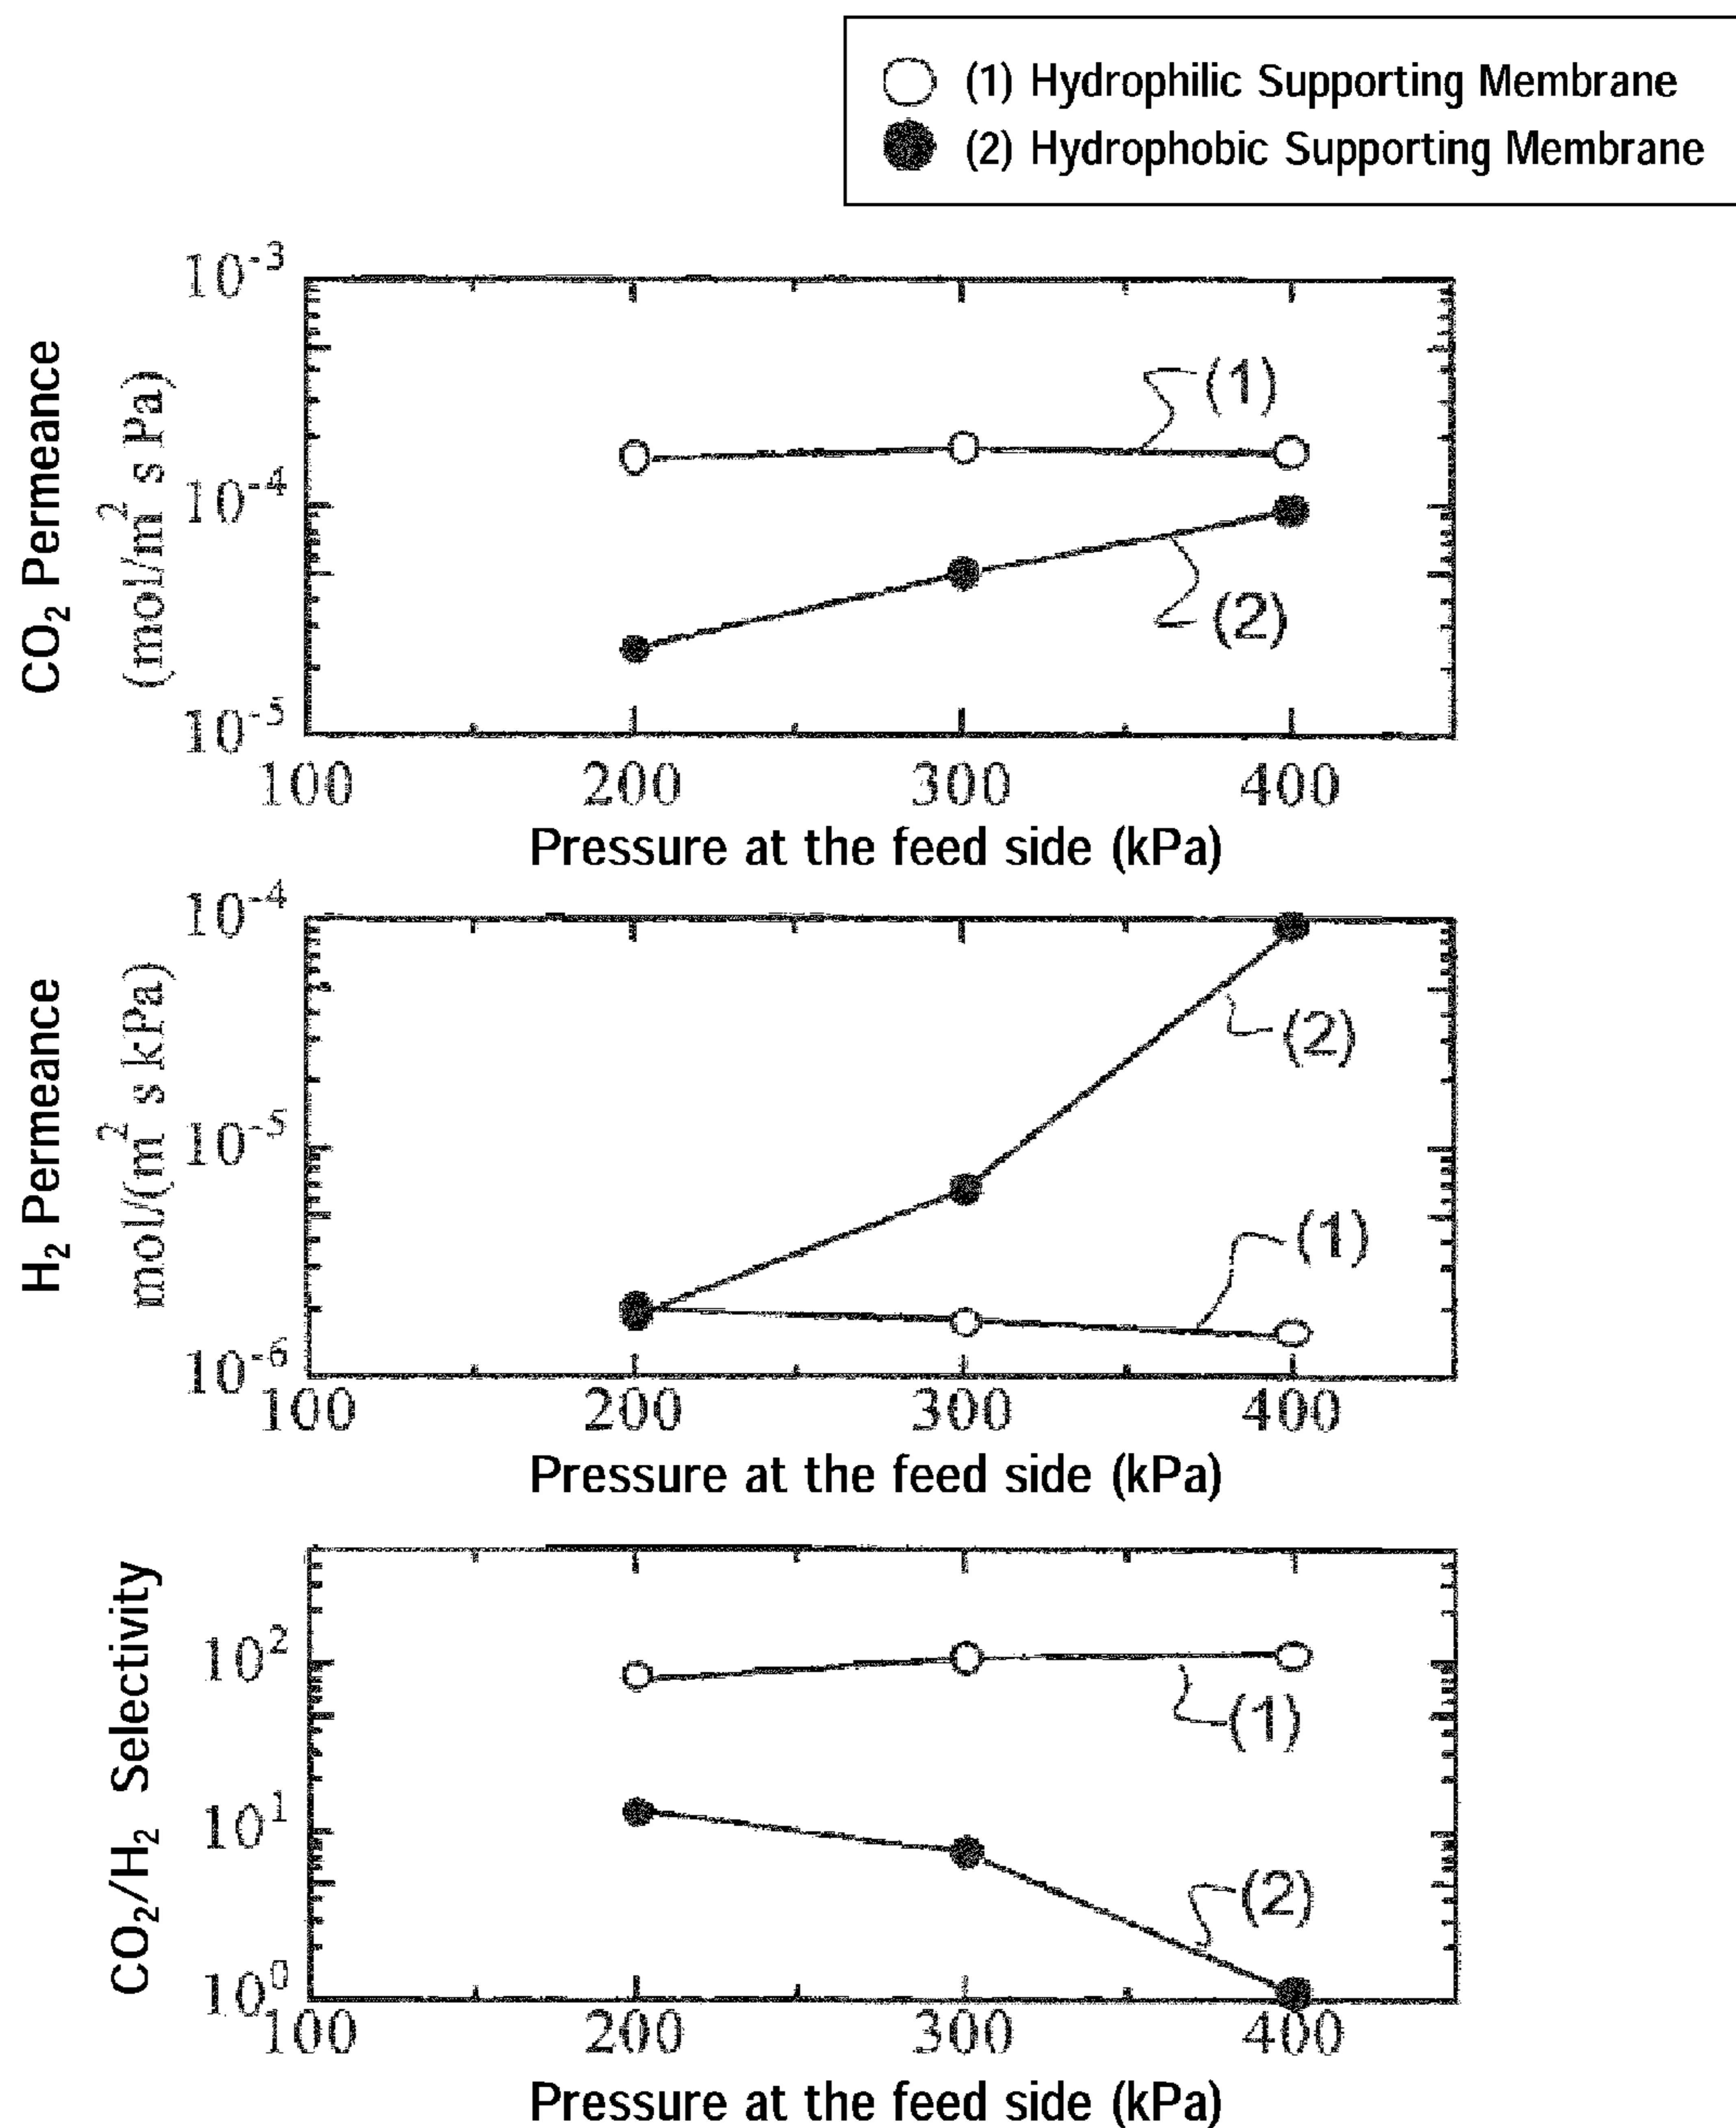 (1) Hydrophilic Supporting Membrane
(2) Hydrophobic Supporting Membrane
CO₂ Permeance
(mol/m² s Pa)
10⁻³
10⁻⁴
10⁻⁵
(1)
(2)
100 200 300 400
Pressure at the feed side (kPa)
H₂ Permeance
mol/(m² s kPa)
10⁻⁴
10⁻⁵
10⁻⁶
(2)
(1)
100 200 300 400
Pressure at the feed side (kPa)
CO₂/H₂ Selectivity
10²
10¹
10⁰
(1)
(2)
100 200 300 400
Pressure at the feed side (kPa)